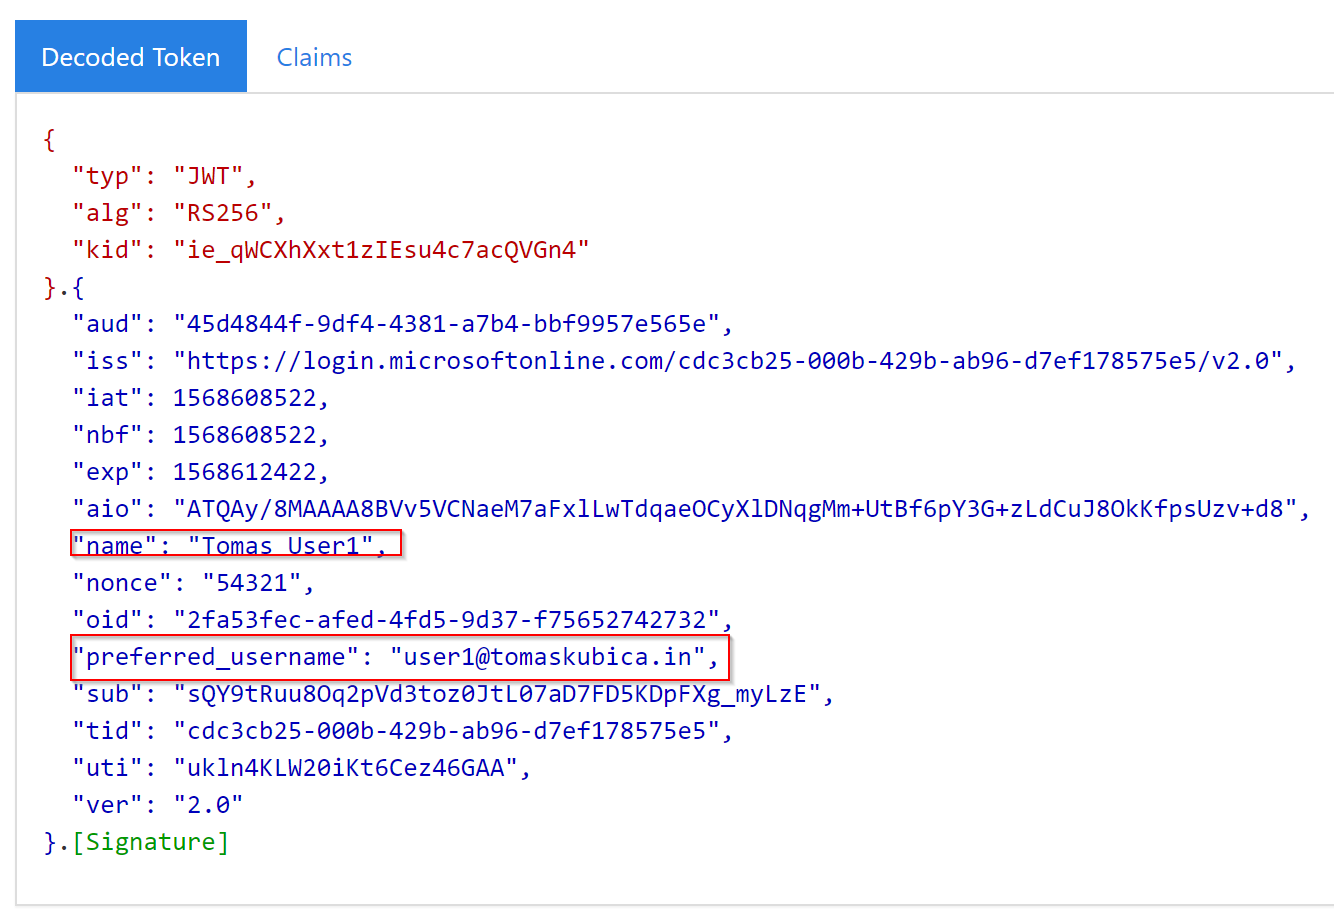 Decoded Token
Claims
{
"typ": "JWT",
"alg": "RS256",
"kid": "ie_qWCXhXxt1zIEsu4c7acQVGn4"
}.{
"aud": "45d4844f-9df4-4381-a7b4-bbf9957e565e",
"iss": "https://login.microsoftonline.com/cdc3cb25-000b-429b-ab96-d7ef178575e5/v2.0",
"iat": 1568608522,
"nbf": 1568608522,
"exp": 1568612422,
"aio": "ATQAy/8MAAAA8BVv5VCNaeM7aFxlLwTdqaeOCyXlDNqgMm+UtBf6pY3G+zLdCuJ8OkKfpsUzv+d8",
"name": "Tomas User1",
"nonce": "54321",
"oid": "2fa53fec-afed-4fd5-9d37-f75652742732",
"preferred_username": "user1@tomaskubica.in",
"sub": "sQY9tRuu8Oq2pVd3toz0JtL07aD7FD5KDpFXg_myLzE",
"tid": "cdc3cb25-000b-429b-ab96-d7ef178575e5",
"uti": "ukln4KLW20iKt6Cez46GAA",
"ver": "2.0"
}.[Signature]